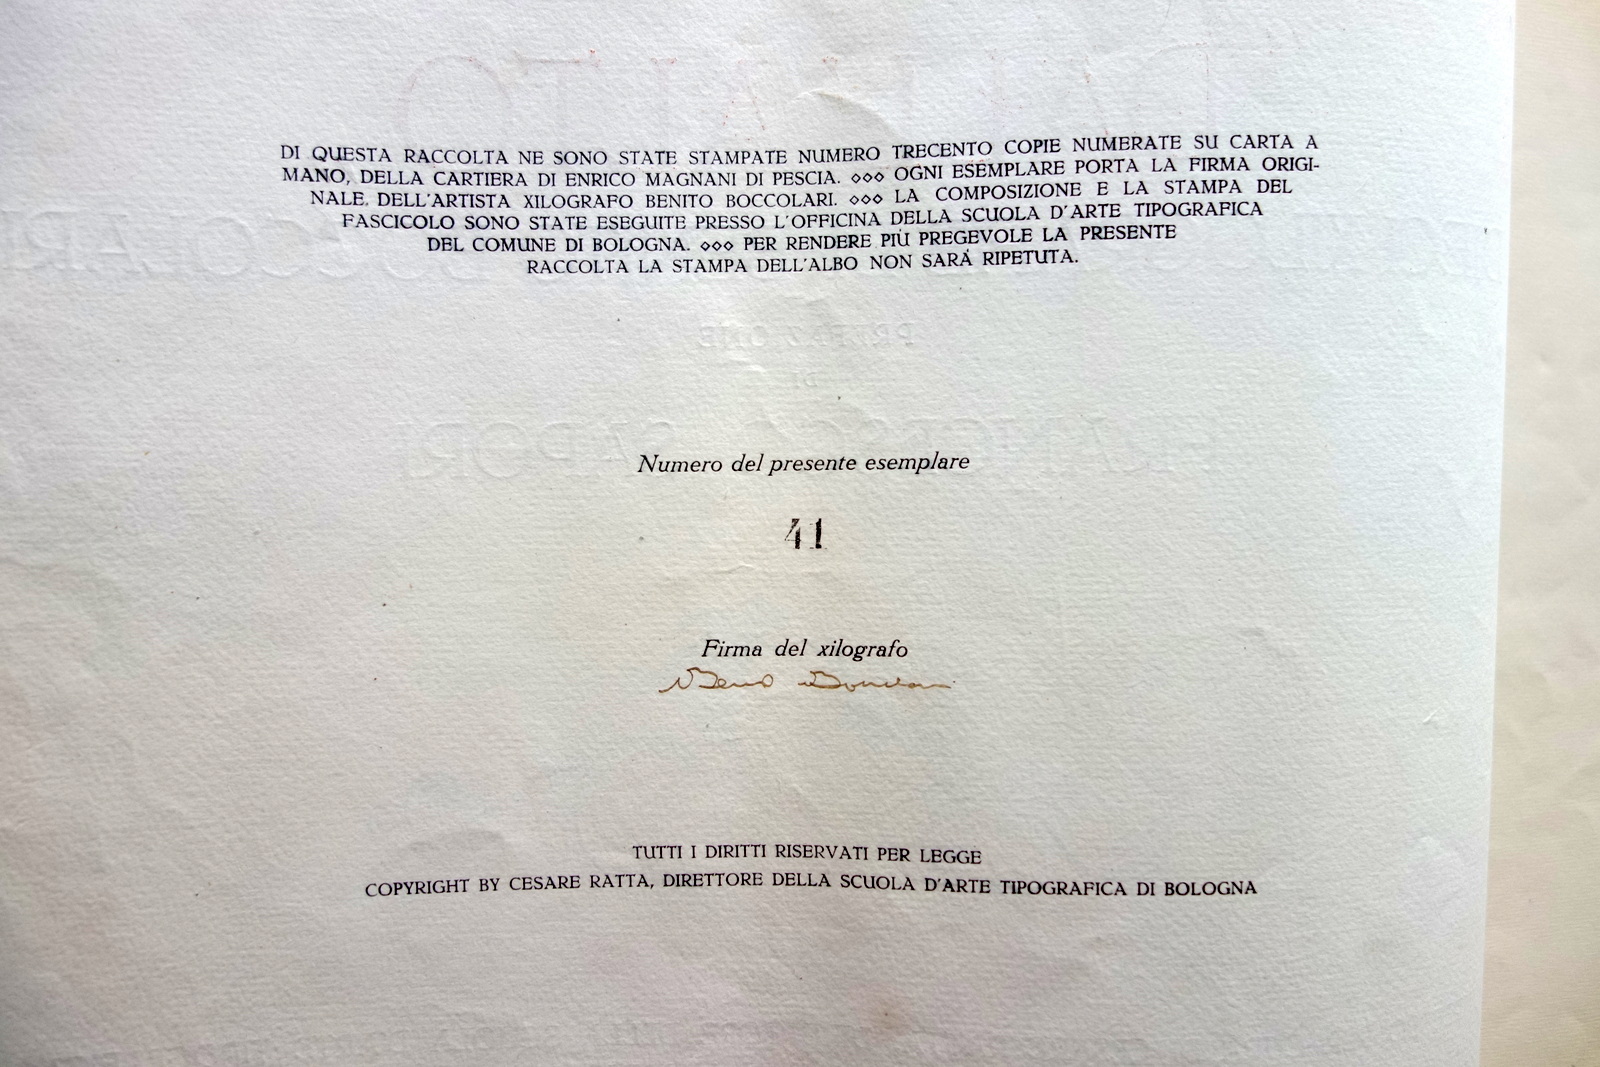 DI QUESTA RACCOLTA NE SONO STATE STAMPATE NUMERO TRECENTO COPIE NUMERATE SU CARTA A
MANO, DELLA CARTIERA DI ENRICO MAGNANI DI PESCIA. ◇◇◇ OGNI ESEMPLARE PORTA LA FIRMA ORIGI-
NALE, DELL'ARTISTA XILOGRAFO BENITO BOCCOLARI. ◇◇◇ LA COMPOSIZIONE E LA STAMPA DEL
FASCICOLO SONO STATE ESEGUITE PRESSO L'OFFICINA DELLA SCUOLA D'ARTE TIPOGRAFICA
DEL COMUNE DI BOLOGNA. ◇◇◇ PER RENDERE PIÙ PREGEVOLE LA PRESENTE
RACCOLTA LA STAMPA DELL'ALBO NON SARÀ RIPETUTA.
Numero del presente esemplare
41
Firma del xilografo
TUTTI I DIRITTI RISERVATI PER LEGGE
COPYRIGHT BY CESARE RATTA, DIRETTORE DELLA SCUOLA D'ARTE TIPOGRAFICA DI BOLOGNA